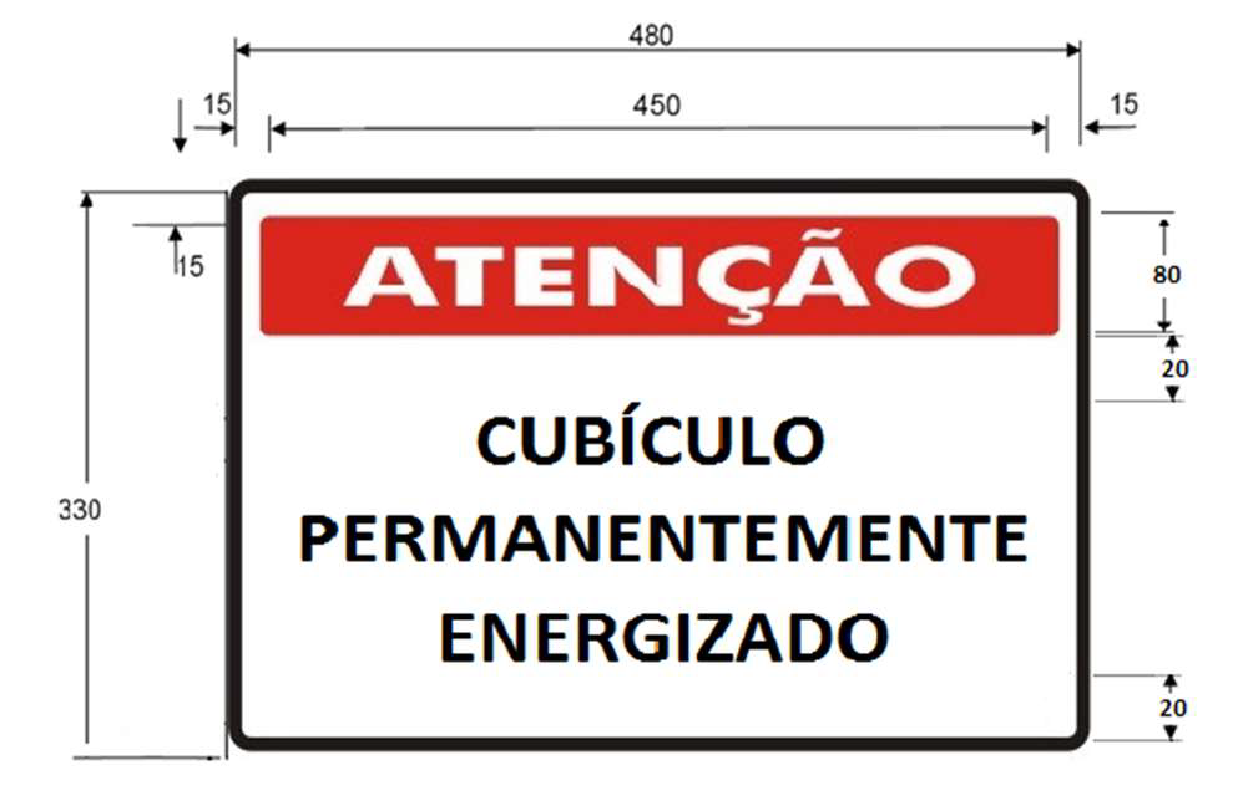 480
15
450
15
15
ATENÇÃO
80
20
CUBÍCULO
PERMANENTEMENTE
330
ENERGIZADO
20